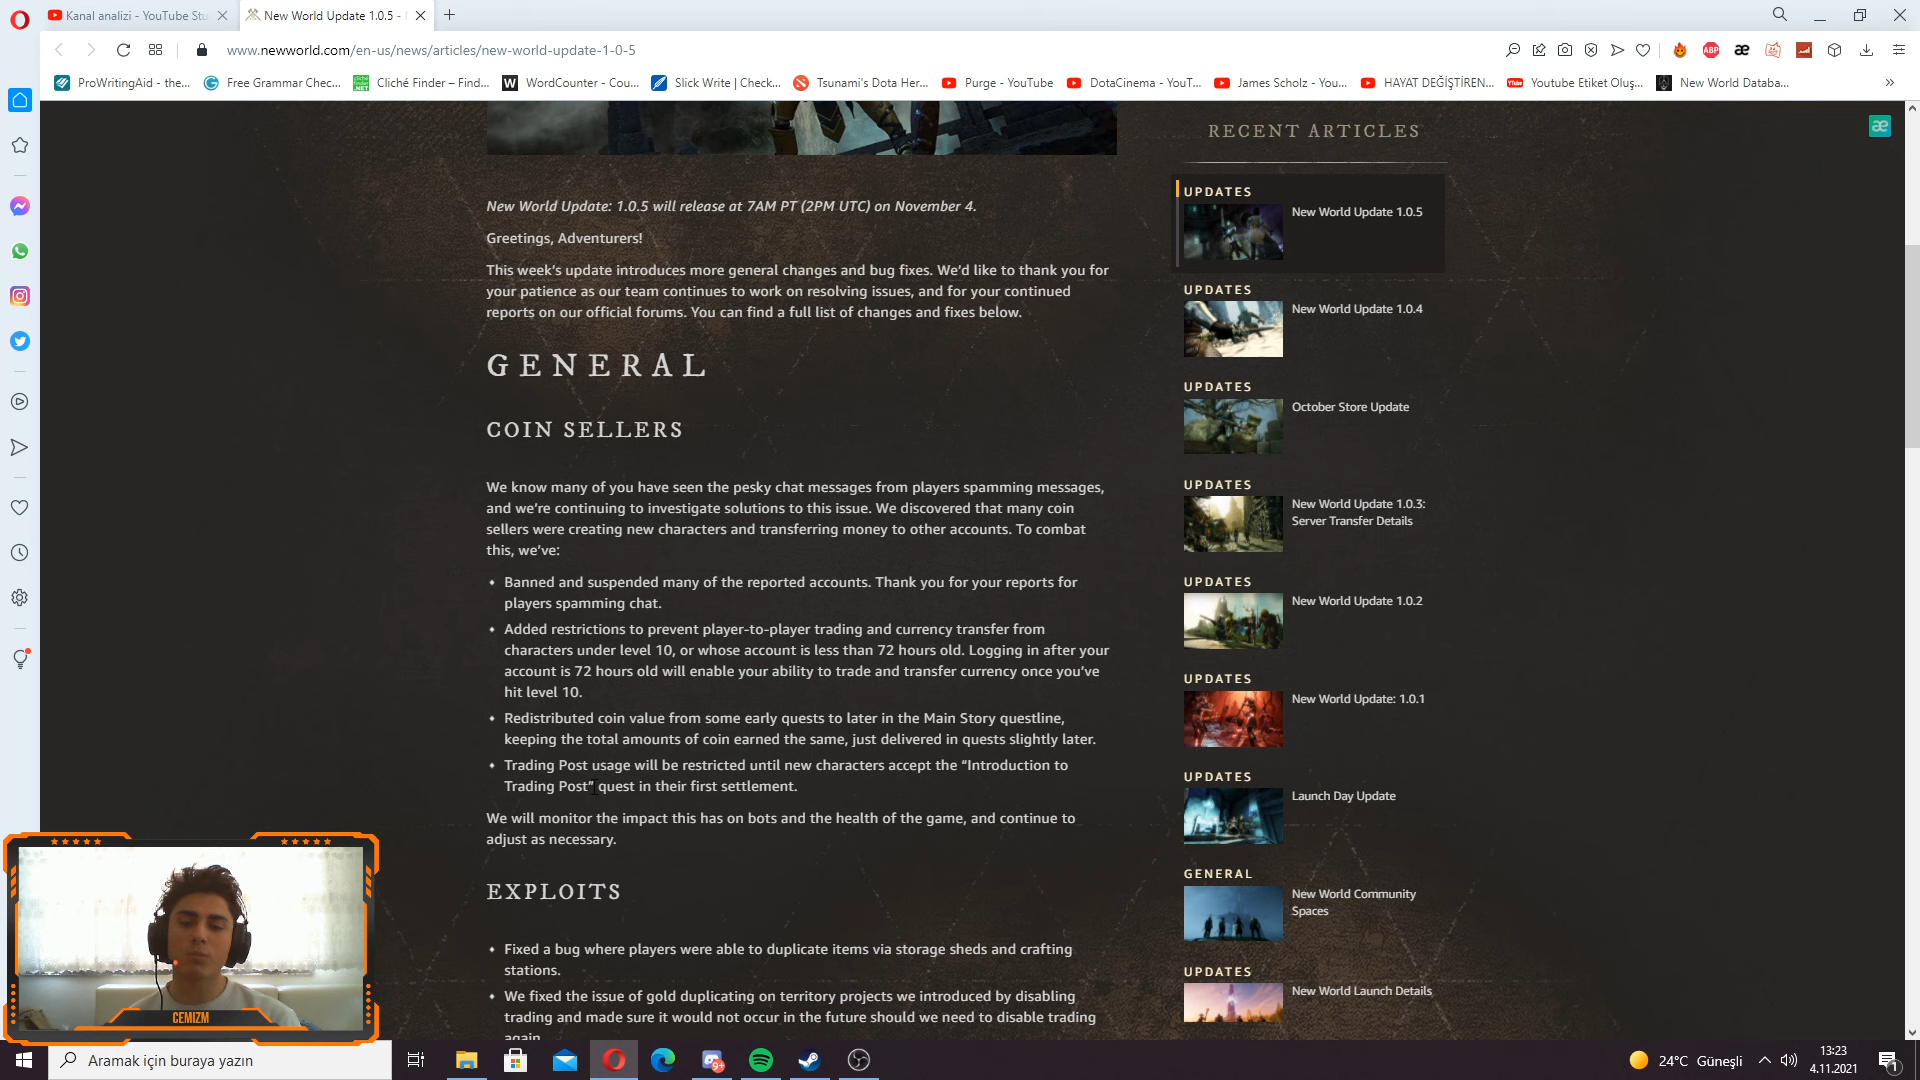 Kanal analizi - YouTube Stu
New World Update 1.0.5 -
www.newworld.com/en-us/news/articles/new-world-update-1-0-5
ABP
æ
ProWritingAid - the...
Free Grammar Chec...
Cliché Finder – Find...
WordCounter - Cou...
Slick Write | Check...
Tsunami's Dota Her...
Purge - YouTube
DotaCinema - YouT...
James Scholz - You...
HAYAT DEĞİŞTİREN...
Youtube Etiket Oluş...
New World Databa...
»
æ
New World Update: 1.0.5 will release at 7AM PT (2PM UTC) on November 4.
Greetings, Adventurers!
This week's update introduces more general changes and bug fixes. We'd like to thank you for
your patience as our team continues to work on resolving issues, and for your continued
reports on our official forums. You can find a full list of changes and fixes below.
GENERAL
COIN SELLERS
We know many of you have seen the pesky chat messages from players spamming messages,
and we're continuing to investigate solutions to this issue. We discovered that many coin
sellers were creating new characters and transferring money to other accounts. To combat
this, we've:
• Banned and suspended many of the reported accounts. Thank you for your reports for
players spamming chat.
• Added restrictions to prevent player-to-player trading and currency transfer from
characters under level 10, or whose account is less than 72 hours old. Logging in after your
account is 72 hours old will enable your ability to trade and transfer currency once you've
hit level 10.
• Redistributed coin value from some early quests to later in the Main Story questline,
keeping the total amounts of coin earned the same, just delivered in quests slightly later.
• Trading Post usage will be restricted until new characters accept the "Introduction to
Trading Post" quest in their first settlement.
We will monitor the impact this has on bots and the health of the game, and continue to
adjust as necessary.
EXPLOITS
• Fixed a bug where players were able to duplicate items via storage sheds and crafting
stations.
• We fixed the issue of gold duplicating on territory projects we introduced by disabling
trading and made sure it would not occur in the future should we need to disable trading
again.
RECENT ARTICLES
UPDATES
New World Update 1.0.5
UPDATES
New World Update 1.0.4
UPDATES
October Store Update
UPDATES
New World Update 1.0.3:
Server Transfer Details
UPDATES
New World Update 1.0.2
UPDATES
New World Update: 1.0.1
UPDATES
Launch Day Update
GENERAL
New World Community
Spaces
UPDATES
New World Launch Details
CEMIZM
Aramak için buraya yazın
9+
24°C Güneşli
13:23
4.11.2021
1